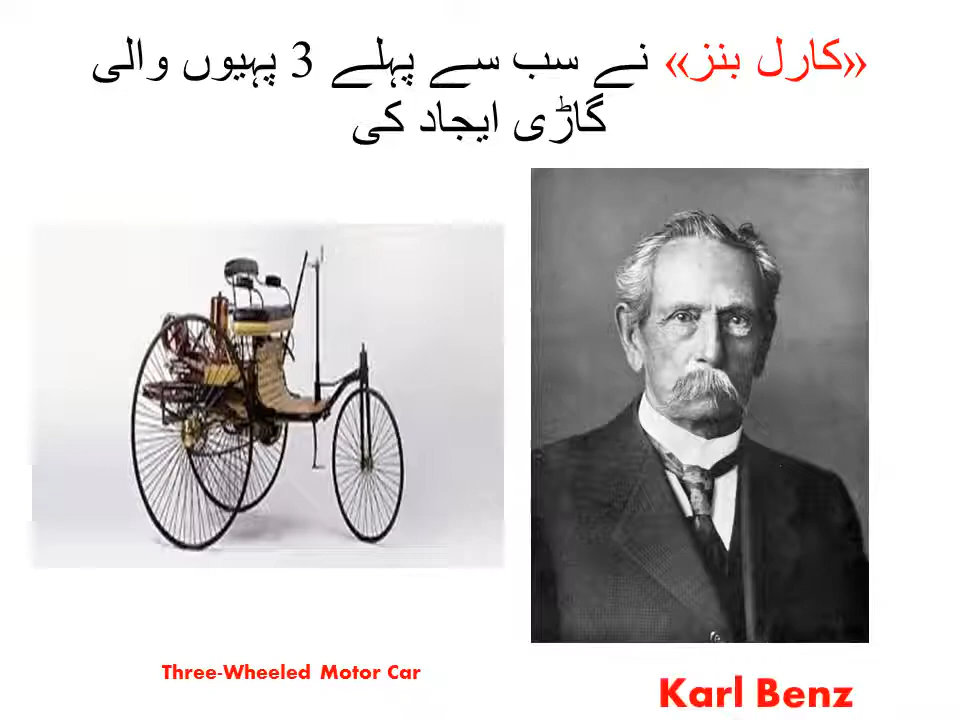 «کارل بنز» نے سب سے پہلے 3 پہیوں والی
گاڑی ایجاد کی
Three-Wheeled Motor Car
Karl Benz